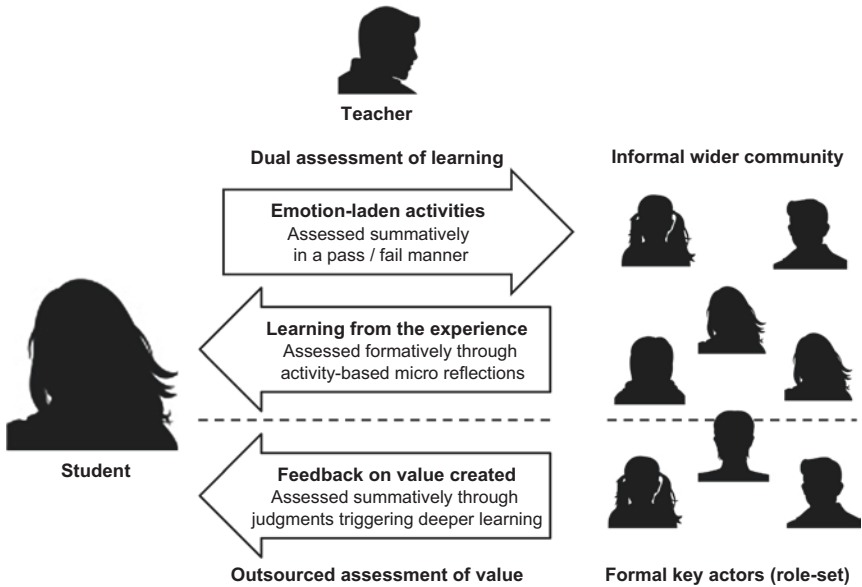 Teacher
Dual assessment of learning
Informal wider community
Emotion-laden activities
Assessed summatively
in a pass / fail manner
Learning from the experience
Assessed formatively through
activity-based micro reflections
Student
Feedback on value created
Assessed summatively through
judgments triggering deeper learning
Outsourced assessment of value
Formal key actors (role-set)